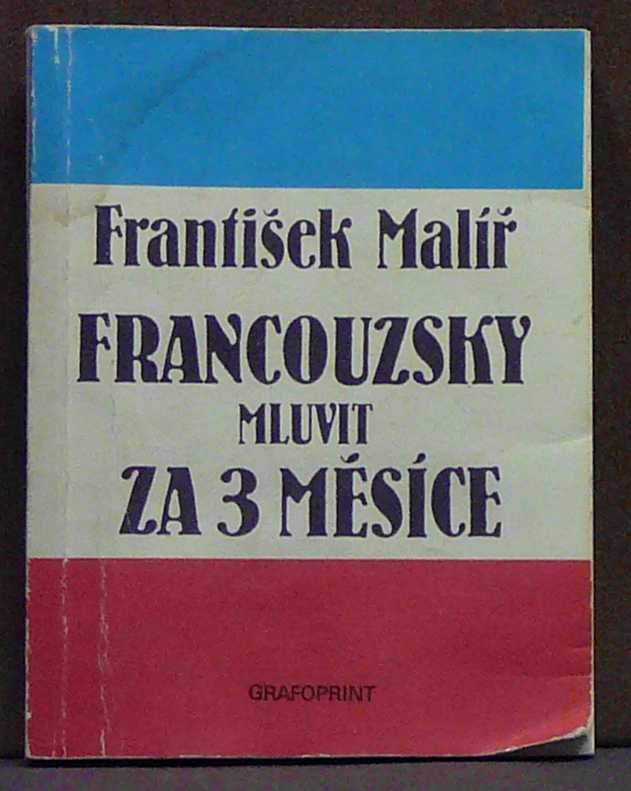 František Malíř
FRANCOUZSKY
MLUVIT
ZA 3 MĚSÍCE
GRAFOPRINT